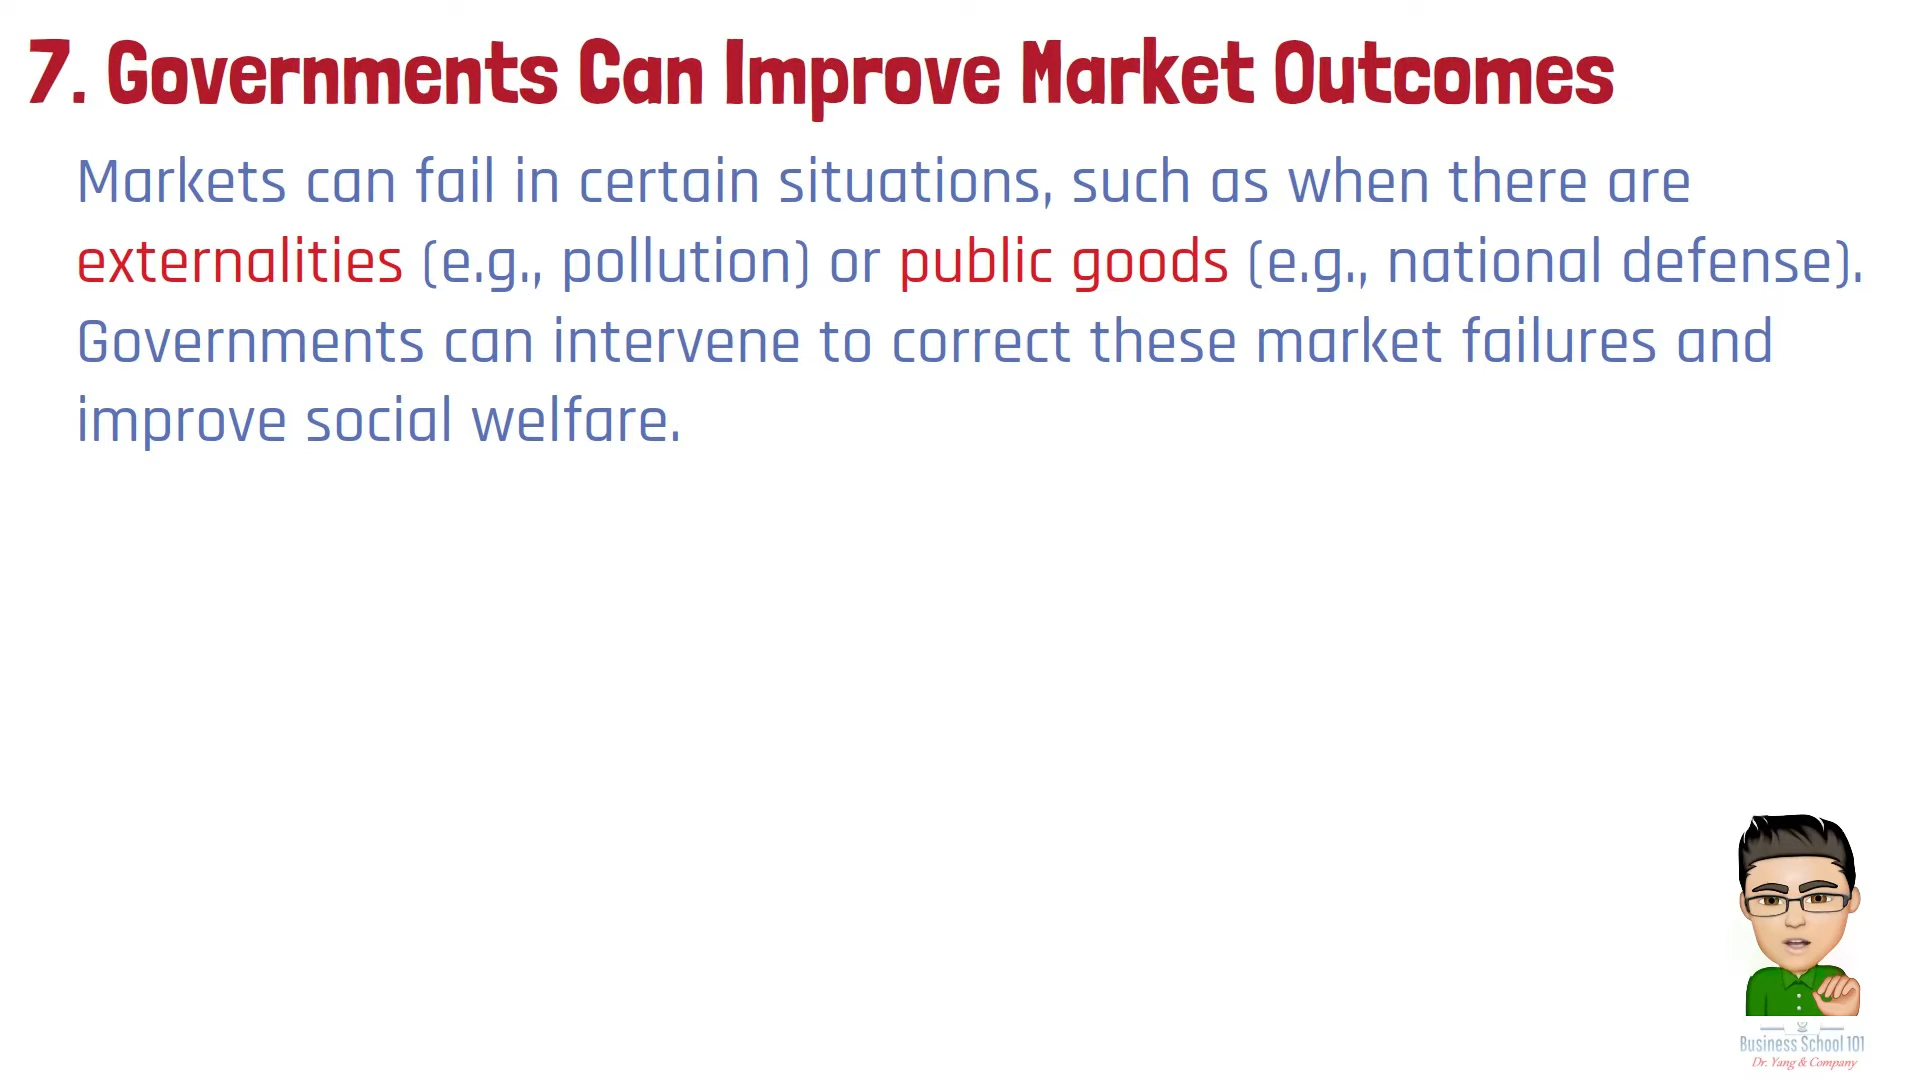 7. Governments Can Improve Market Outcomes
Markets can fail in certain situations, such as when there are
externalities (e.g., pollution) or public goods (e.g., national defense).
Governments can intervene to correct these market failures and
improve social welfare.
Business School 101
Dr. Yang & Company